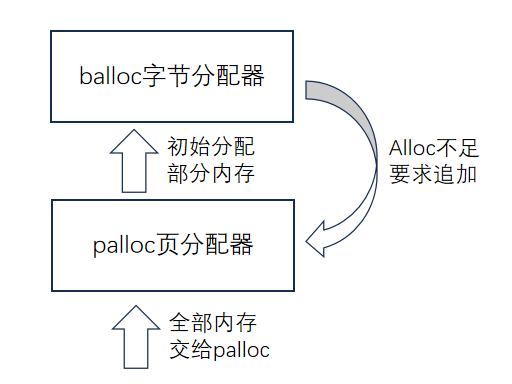 balloc字节分配器
初始分配
部分内存
Alloc不足
要求追加
palloc页分配器
全部内存
交给palloc